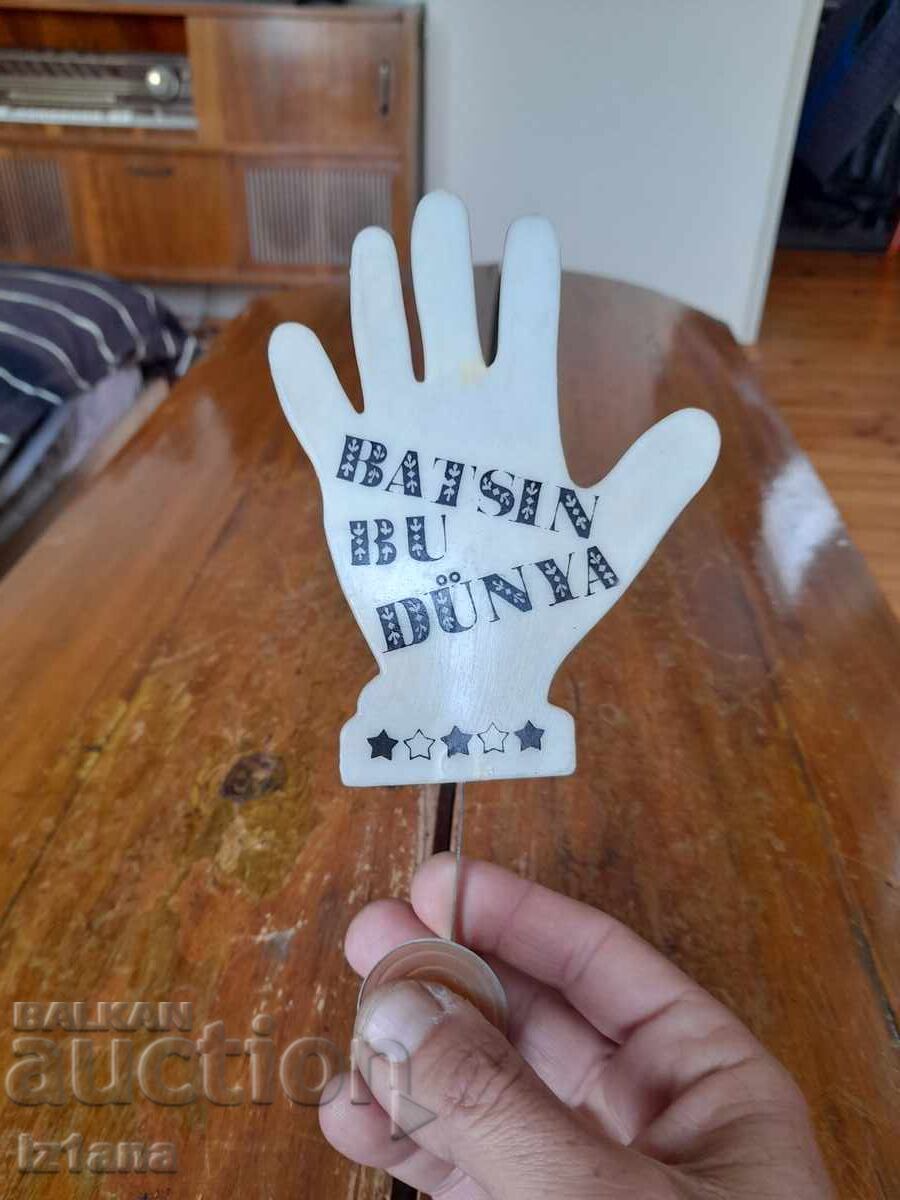 BATSIN
BU
DÜNYA
BALKAN
auction
iz1ana